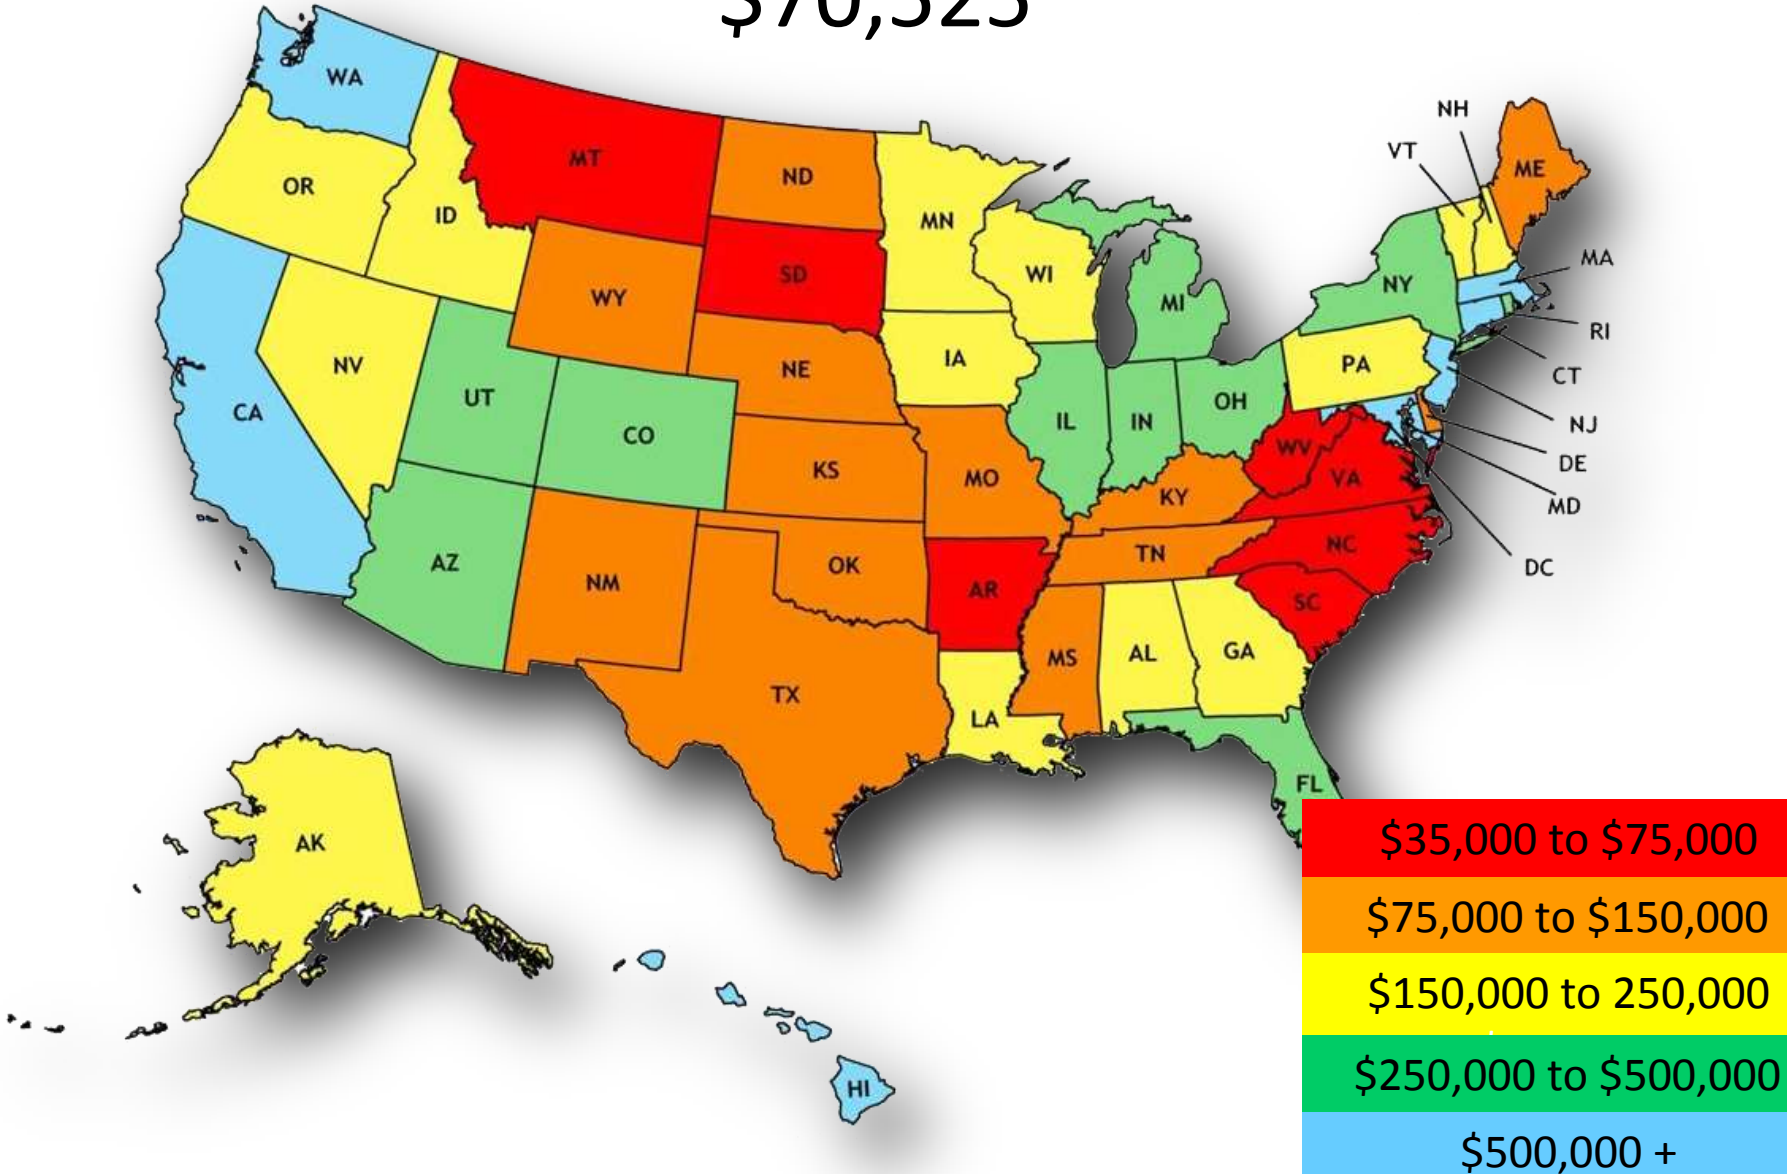 WA
OR
ID
MT
ND
MN
SD
WY
WI
MI
NH
VT
ME
NY
MA
RI
CT
NJ
DE
MD
DC
PA
CA
NV
UT
CO
NE
IA
IL
IN
OH
KS
MO
KY
WV
VA
AZ
NM
OK
AR
TN
NC
SC
TX
LA
MS
AL
GA
FL
AK
HI
$35,000 to $75,000
$75,000 to $150,000
$150,000 to 250,000
$250,000 to $500,000
$500,000 +